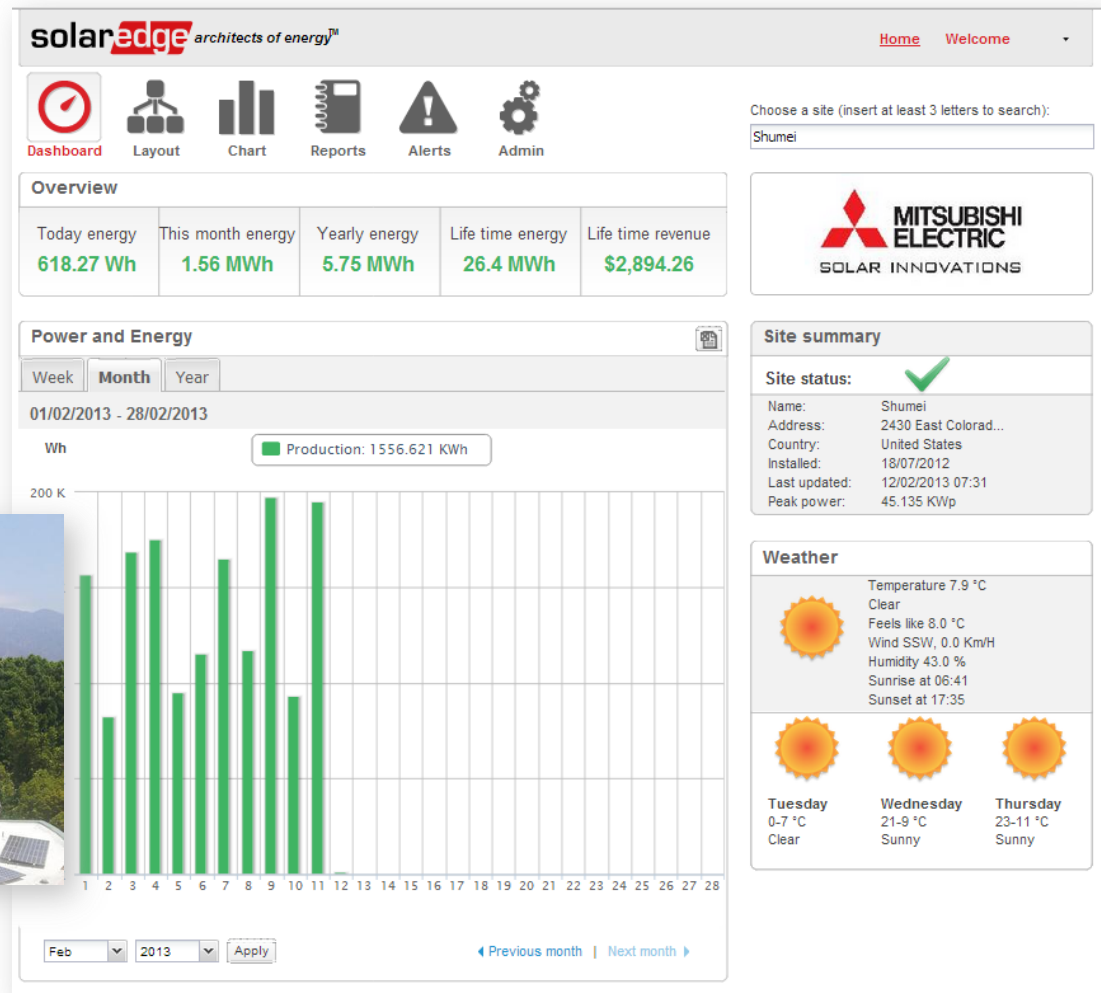 solaredge architects of energy™
Home Welcome
Dashboard Layout Chart Reports Alerts Admin
Choose a site (insert at least 3 letters to search):
Shumei
Overview
Today energy This month energy Yearly energy Life time energy Life time revenue
618.27 Wh 1.56 MWh 5.75 MWh 26.4 MWh $2,894.26
MITSUBISHI
ELECTRIC
SOLAR INNOVATIONS
Power and Energy
Week Month Year
01/02/2013 - 28/02/2013
Wh
Production: 1556.621 KWh
200 K
1 2 3 4 5 6 7 8 9 10 11 12 13 14 15 16 17 18 19 20 21 22 23 24 25 26 27 28
Feb 2013 Apply Previous month | Next month
Site summary
Site status:
Name: Shumei
Address: 2430 East Colorad...
Country: United States
Installed: 18/07/2012
Last updated: 12/02/2013 07:31
Peak power: 45.135 KWp
Weather
Temperature 7.9 °C
Clear
Feels like 8.0 °C
Wind SSW, 0.0 Km/H
Humidity 43.0 %
Sunrise at 06:41
Sunset at 17:35
Tuesday Wednesday Thursday
0-7 °C 21-9 °C 23-11 °C
Clear Sunny Sunny